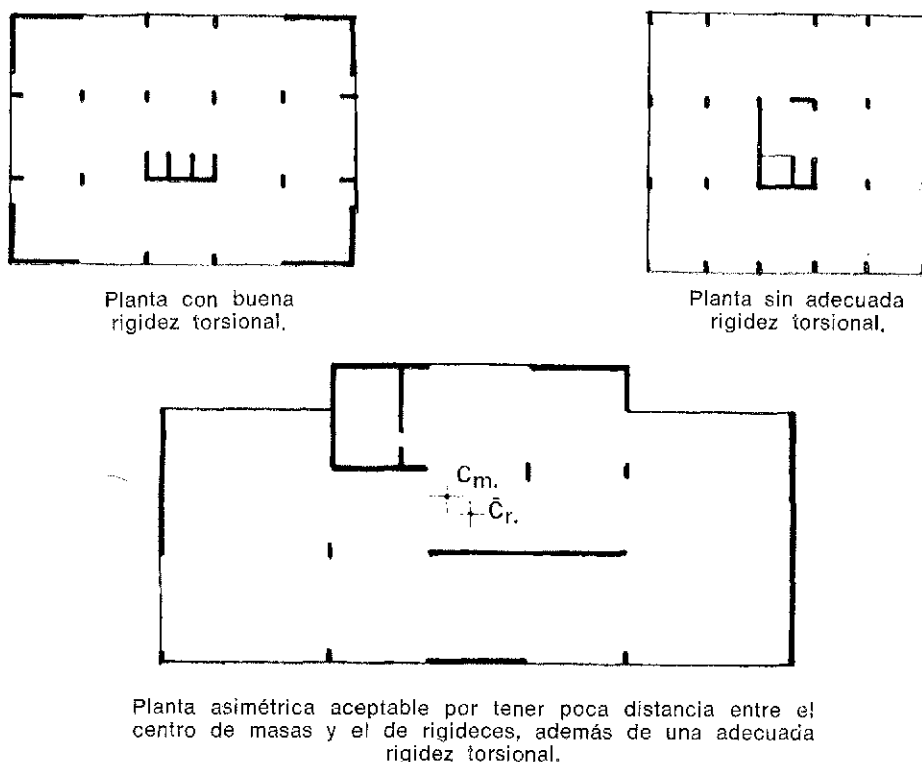 Planta con buena
rigidez torsional.
Planta sin adecuada
rigidez torsional.
Cm.
C̄r.
Planta asimétrica aceptable por tener poca distancia entre el
centro de masas y el de rigideces, además de una adecuada
rigidez torsional.